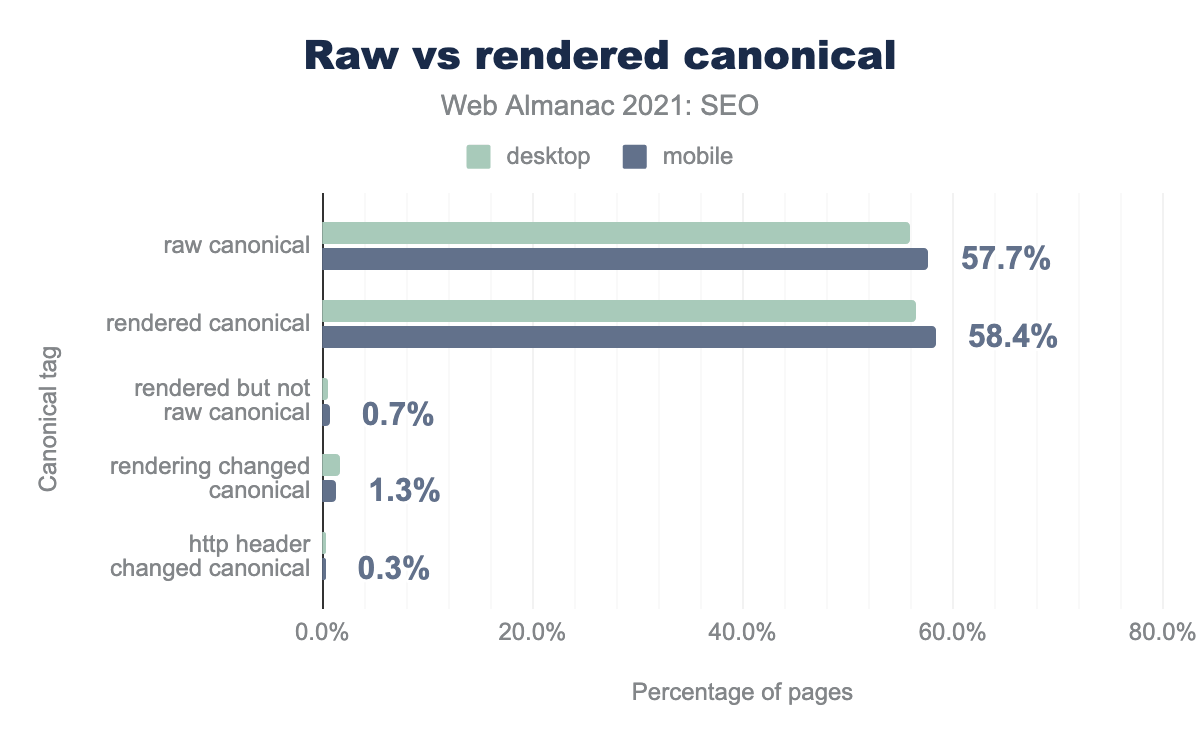 Raw vs rendered canonical
Web Almanac 2021: SEO
desktop
mobile
Canonical tag
raw canonical
57.7%
rendered canonical
58.4%
rendered but not
raw canonical
0.7%
rendering changed
canonical
1.3%
http header
changed canonical
0.3%
0.0%
20.0%
40.0%
60.0%
80.0%
Percentage of pages